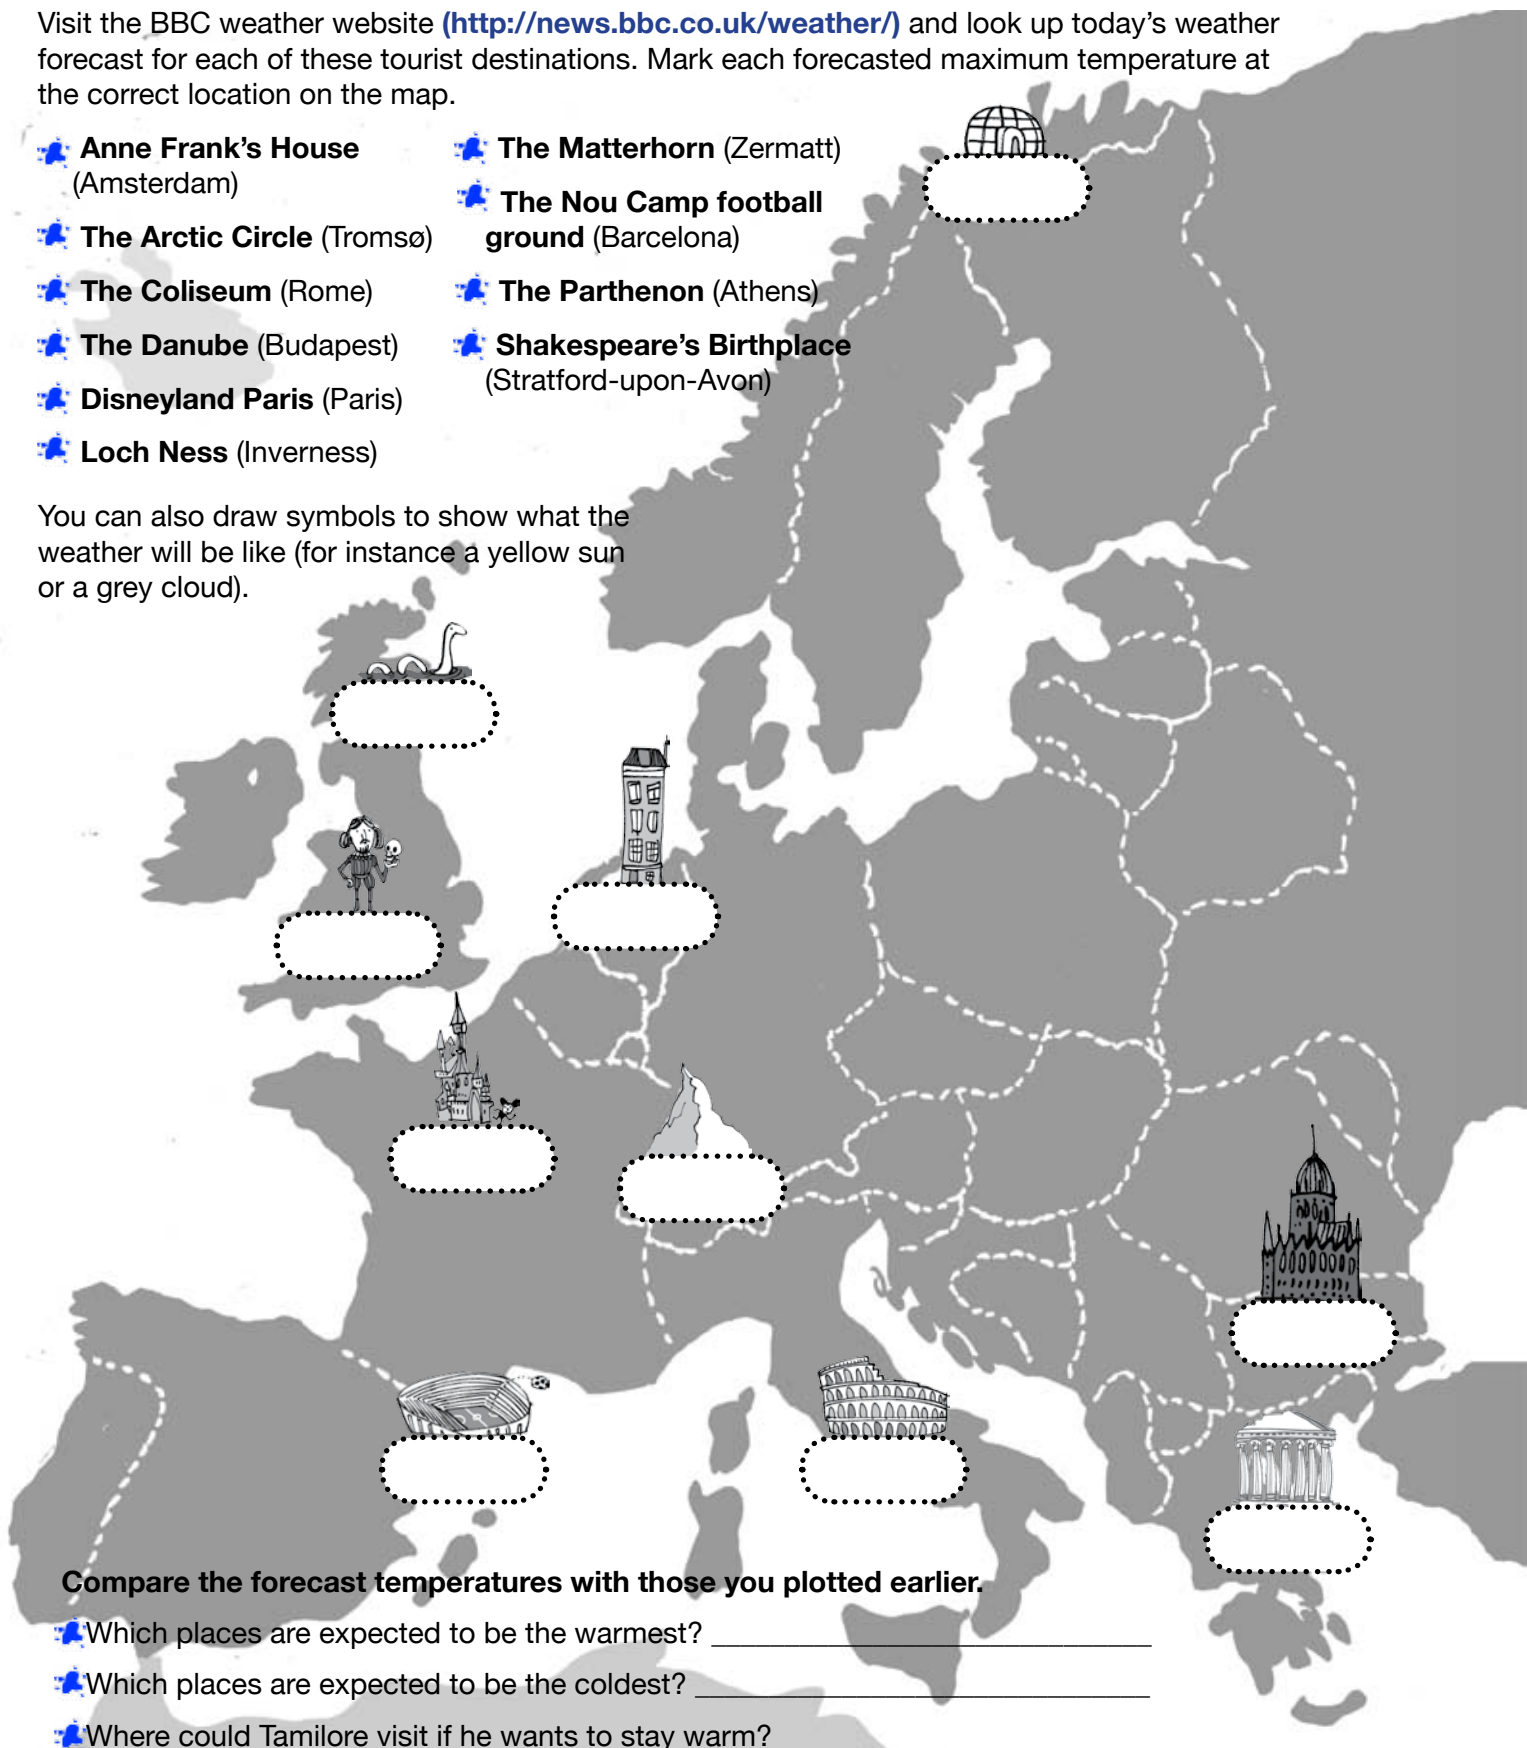 Visit the BBC weather website (http://news.bbc.co.uk/weather/) and look up today’s weather
forecast for each of these tourist destinations. Mark each forecasted maximum temperature at
the correct location on the map.
Anne Frank’s House
(Amsterdam)
The Arctic Circle (Tromsø)
The Coliseum (Rome)
The Danube (Budapest)
Disneyland Paris (Paris)
Loch Ness (Inverness)
The Matterhorn (Zermatt)
The Nou Camp football
ground (Barcelona)
The Parthenon (Athens)
Shakespeare’s Birthplace
(Stratford-upon-Avon)
You can also draw symbols to show what the
weather will be like (for instance a yellow sun
or a grey cloud).
Compare the forecast temperatures with those you plotted earlier.
Which places are expected to be the warmest? ______________________________
Which places are expected to be the coldest? _______________________________
Where could Tamilore visit if he wants to stay warm?